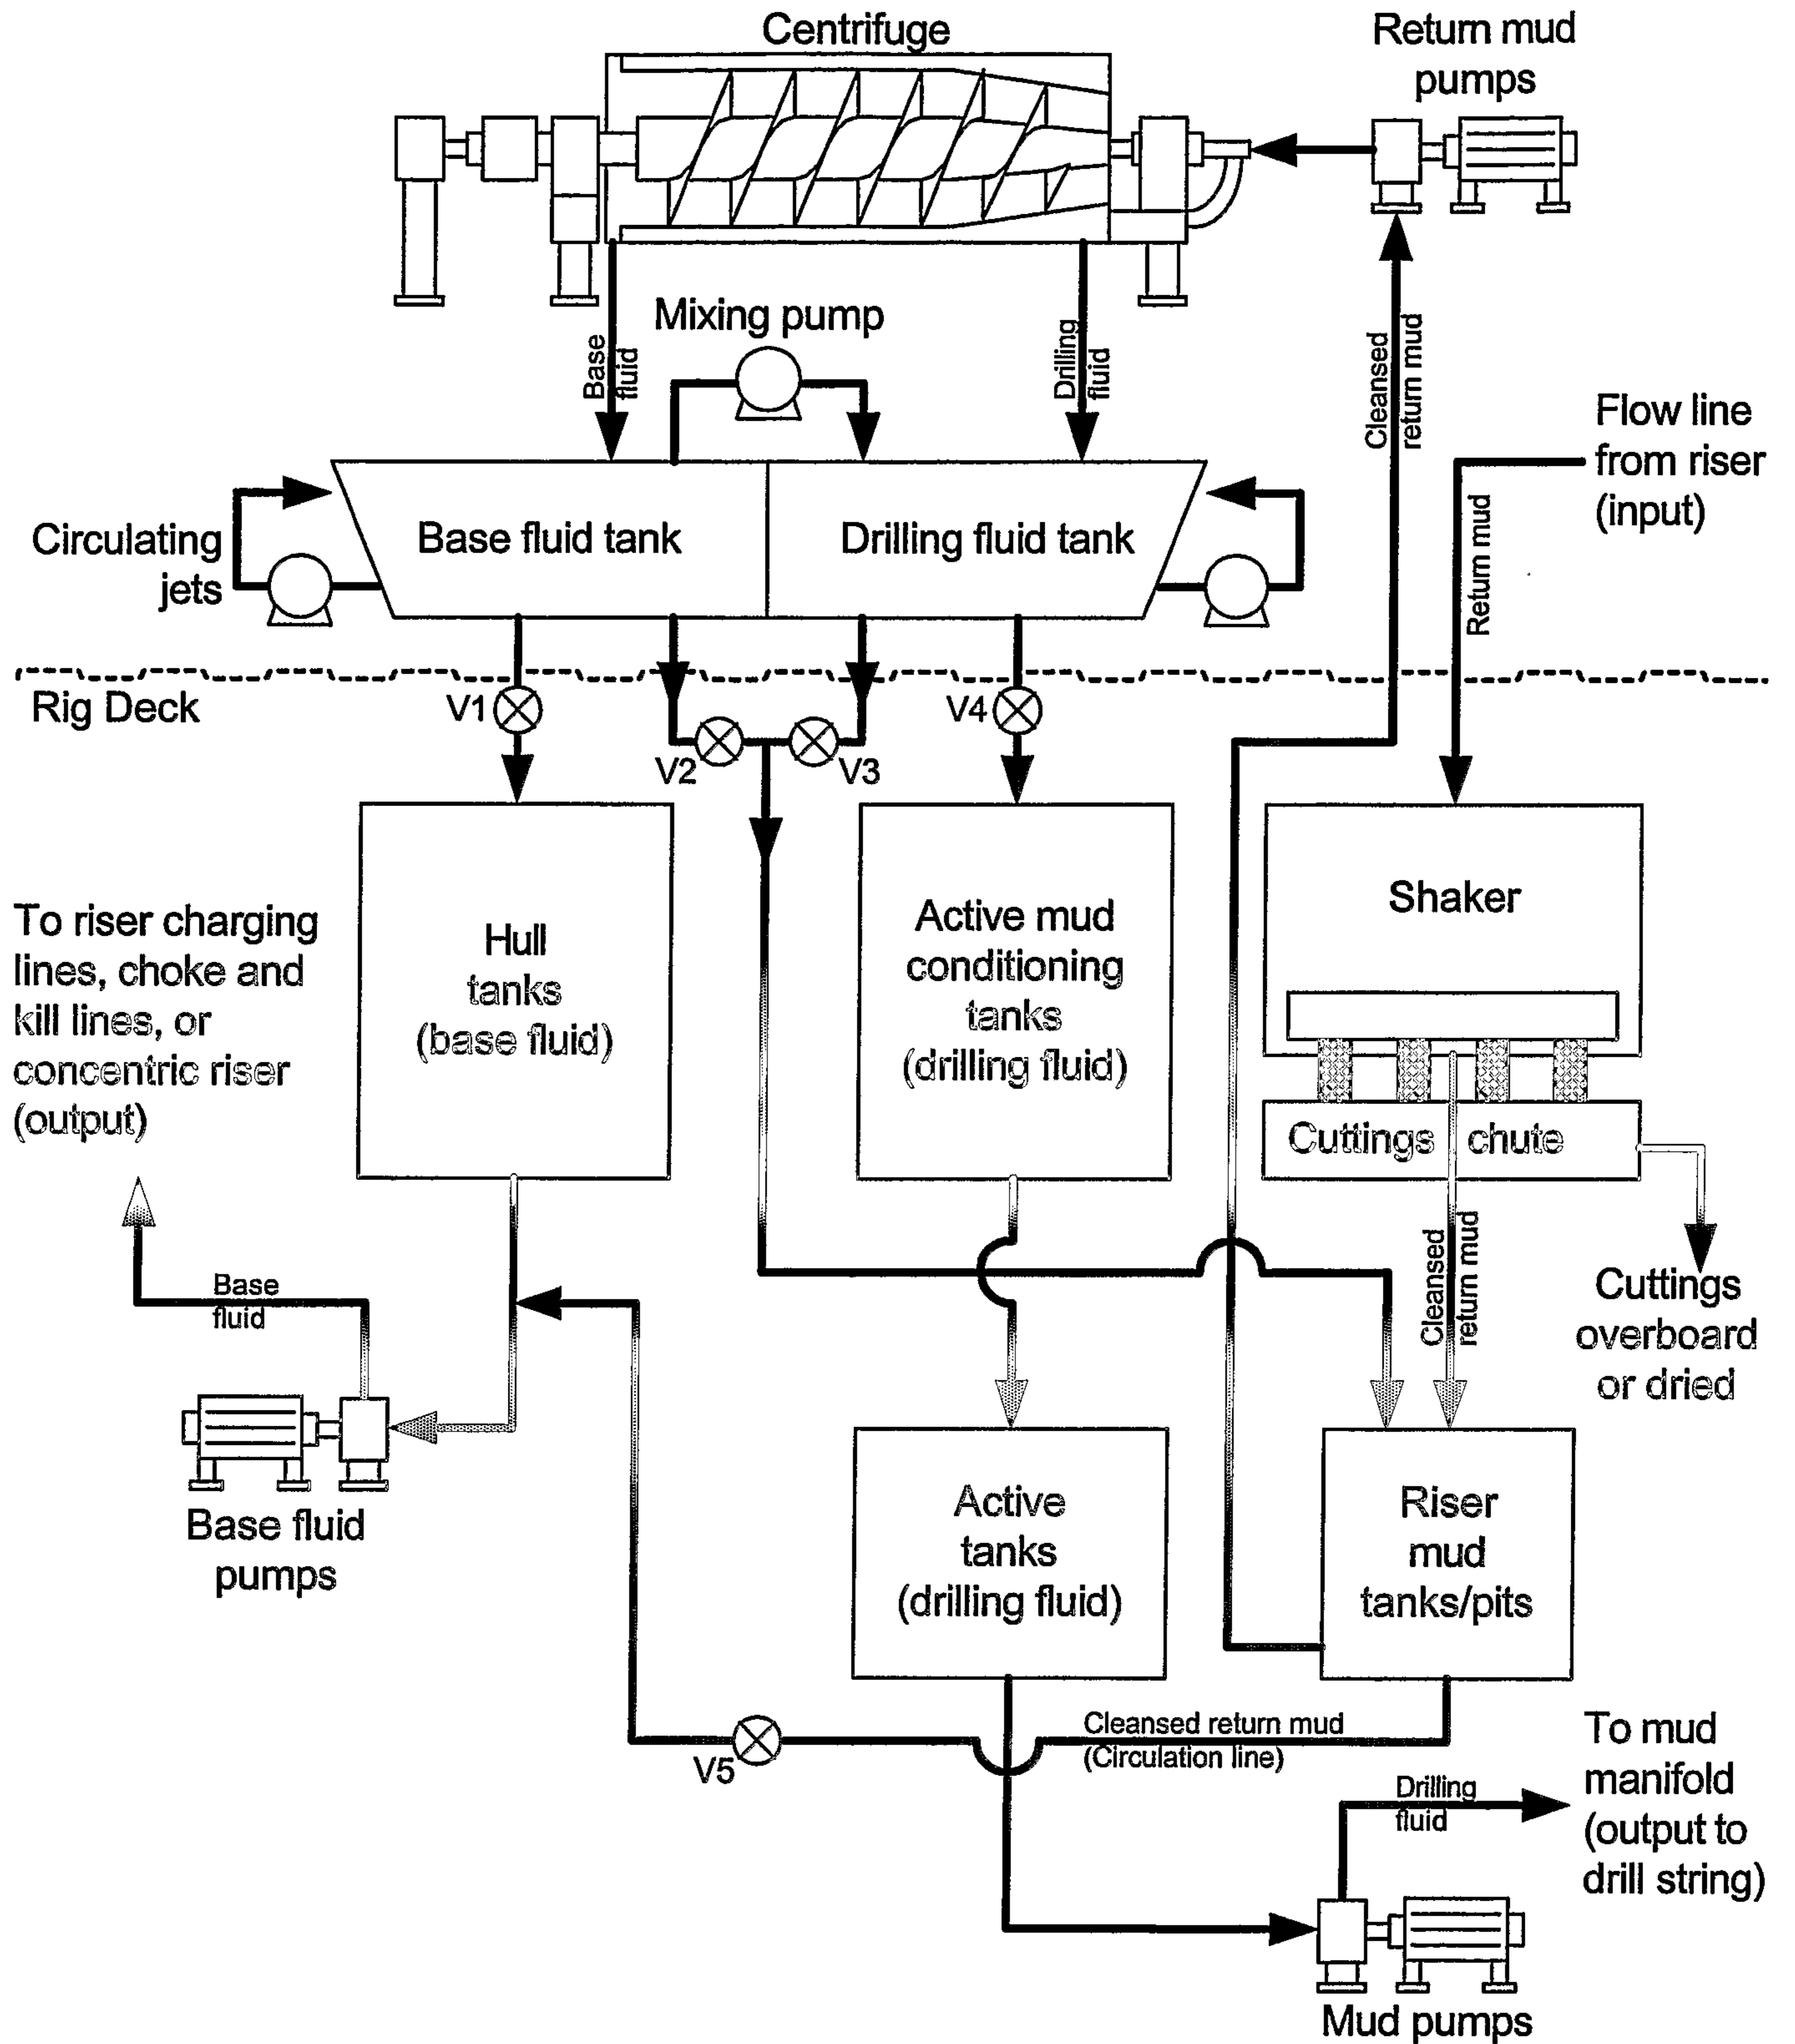 Centrifuge
Return mud
pumps
Mixing pump
Base
fluid
Drilling
fluid
Cleansed
return mud
Flow line
from riser
(input)
Return mud
Circulating
jets
Base fluid tank
Drilling fluid tank
Rig Deck
V1
V2
V3
V4
Hull
tanks
(base fluid)
Active mud
conditioning
tanks
(drilling fluid)
Shaker
Cuttings chute
To riser charging
lines, choke and
kill lines, or
concentric riser
(output)
Cleansed
return mud
Cuttings
overboard
or dried
Base
fluid
Base fluid
pumps
Active
tanks
(drilling fluid)
Riser
mud
tanks/pits
V5
Cleansed return mud
(Circulation line)
To mud
manifold
(output to
drill string)
Drilling
fluid
Mud pumps